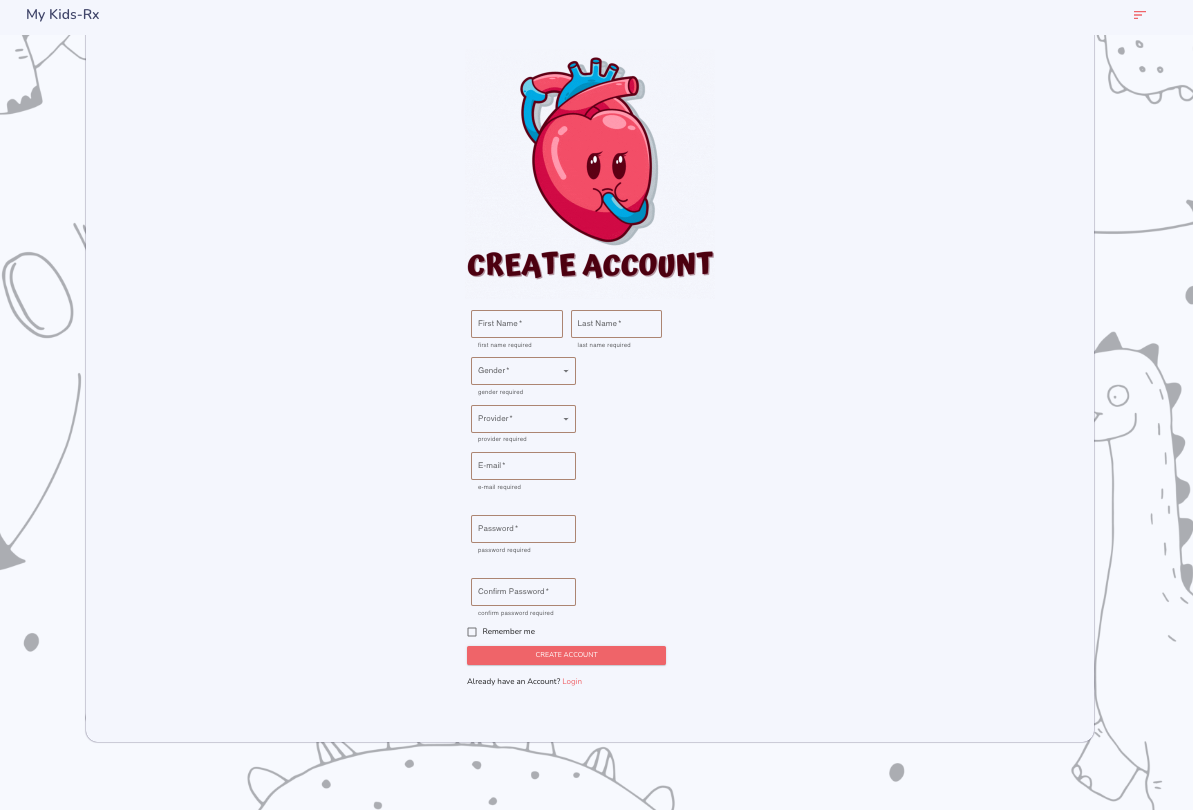 My Kids-Rx
CREATE ACCOUNT
First Name * Last Name *
first name required last name required
Gender *
gender required
Provider *
provider required
E-mail *
e-mail required
Password *
password required
Confirm Password *
confirm password required
Remember me
CREATE ACCOUNT
Already have an Account? Login